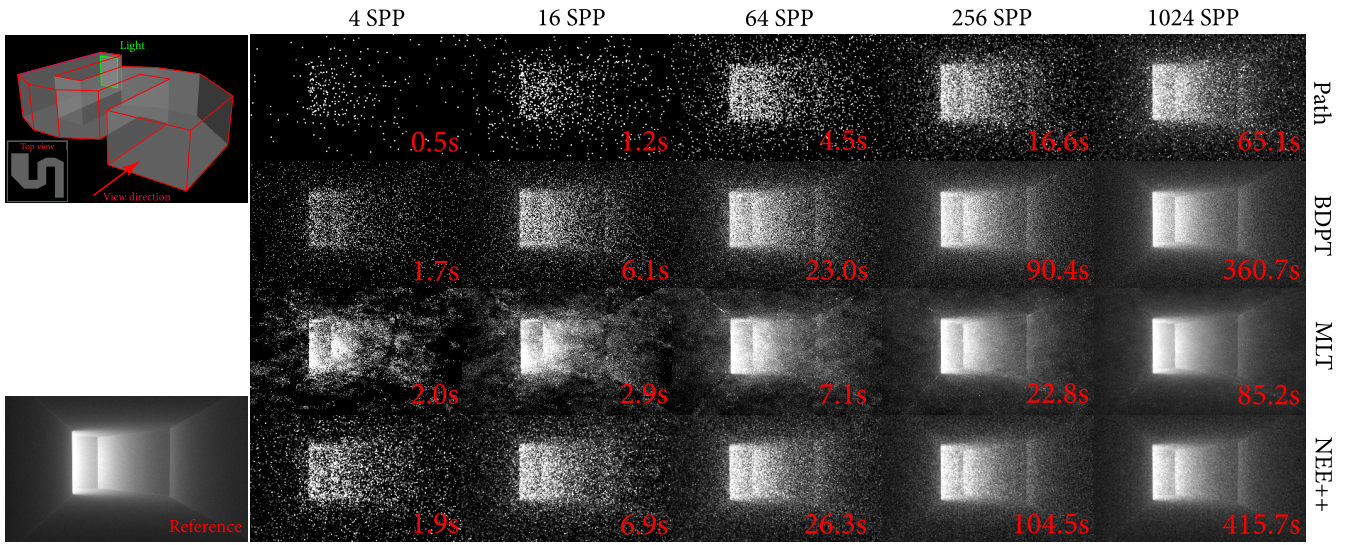 4 SPP 16 SPP 64 SPP 256 SPP 1024 SPP
Light
Top view
View direction
0.5s 1.2s 4.5s 16.6s 65.1s Path
1.7s 6.1s 23.0s 90.4s 360.7s BDPT
2.0s 2.9s 7.1s 22.8s 85.2s MLT
Reference
1.9s 6.9s 26.3s 104.5s 415.7s NEE++